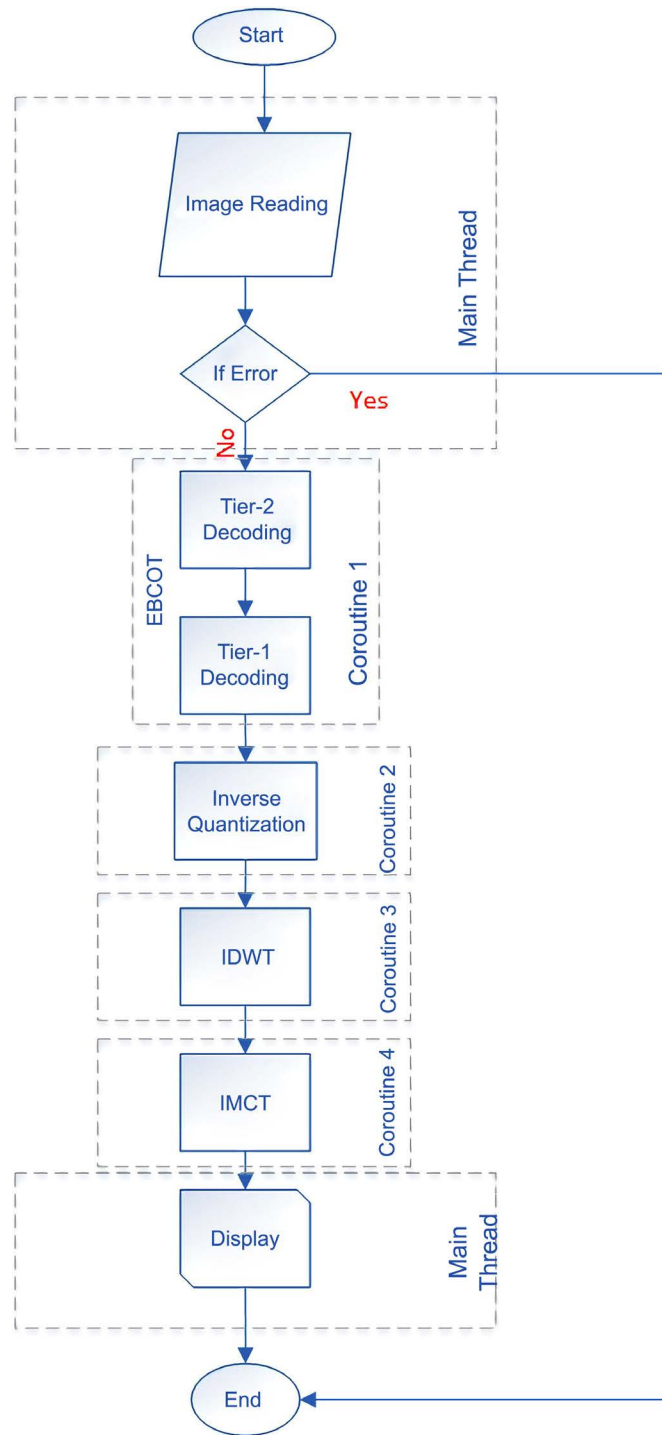 Start
Image Reading
Main Thread
If Error
Yes
No
Tier-2
Decoding
EBCOT
Coroutine 1
Tier-1
Decoding
Inverse
Quantization
Coroutine 2
IDWT
Coroutine 3
IMCT
Coroutine 4
Display
Main
Thread
End